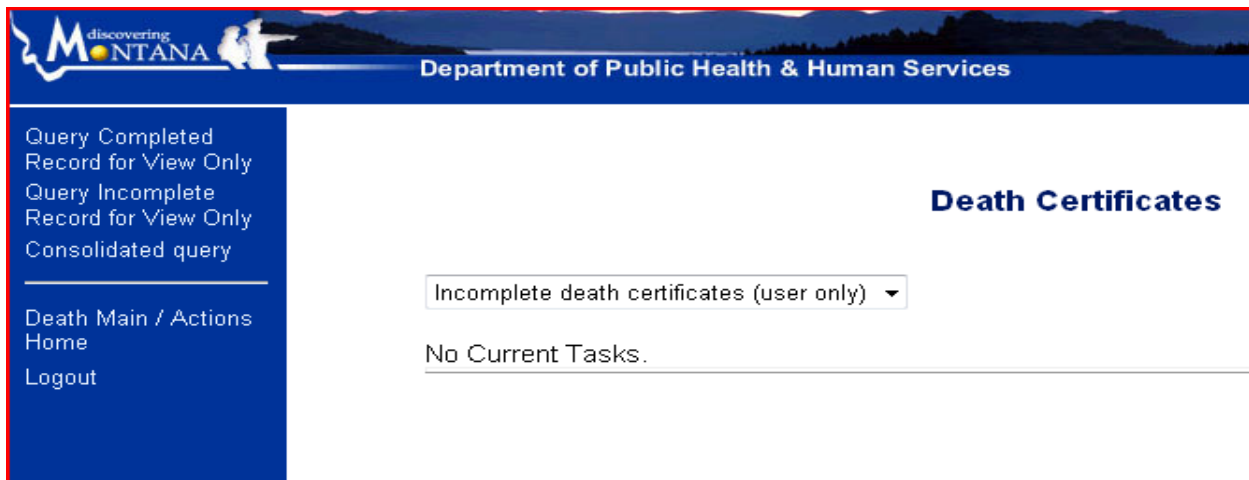 discovering
MONTANA
Department of Public Health & Human Services
Query Completed
Record for View Only
Query Incomplete
Record for View Only
Consolidated query
Death Main / Actions
Home
Logout
Death Certificates
Incomplete death certificates (user only)
No Current Tasks.